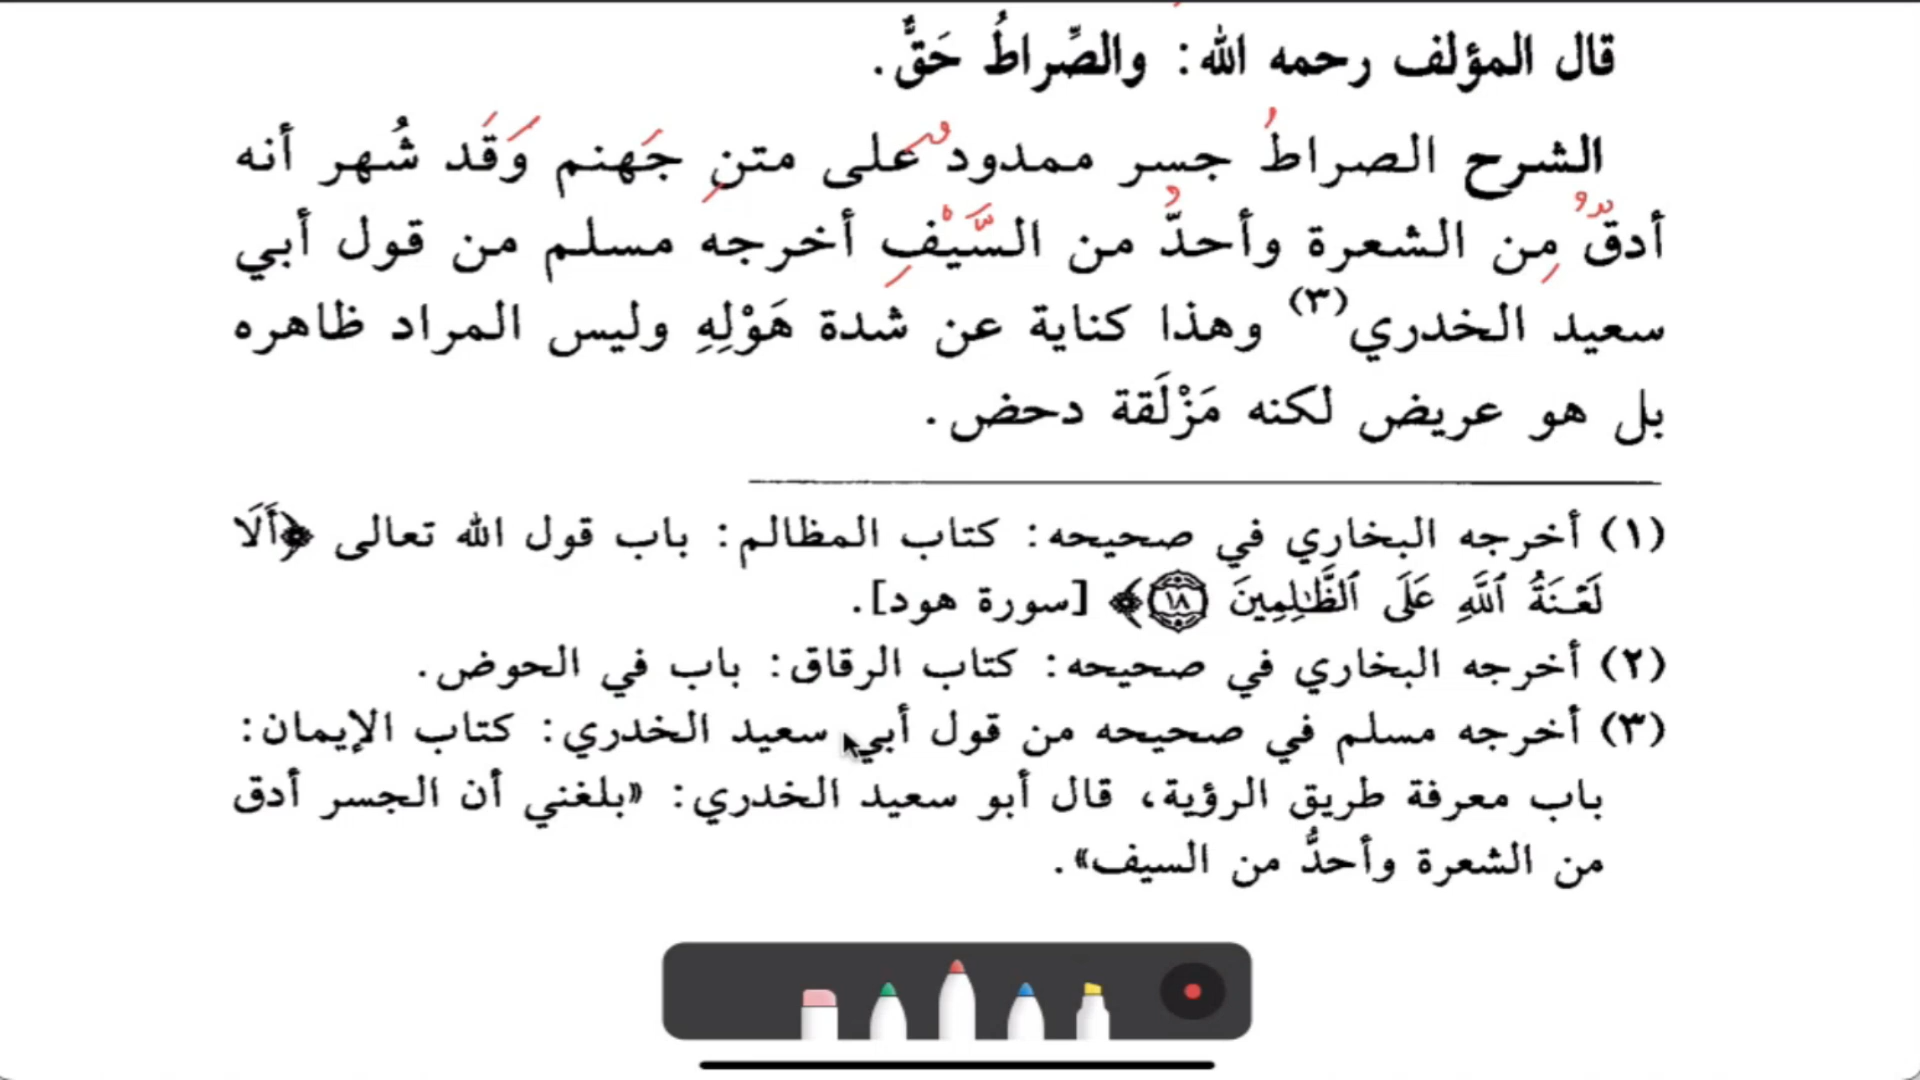 قال المؤلف رحمه الله: والصِّراطُ حَقٌّ.
الشرح الصراطُ جسر ممدودٌ على متنِ جَهنم وَقَد شُهر أنه
أدقُّ مِن الشعرة وأحدُّ من السَّيْفِ أخرجه مسلم من قول أبي
سعيد الخدري(٣) وهذا كناية عن شدة هَوْلِهِ وليس المراد ظاهره
بل هو عريض لكنه مَزْلَقة دحض.
(١) أخرجه البخاري في صحيحه: كتاب المظالم: باب قول الله تعالى ﴿أَلَا
لَعْنَةُ ٱللَّهِ عَلَى ٱلظَّٰلِمِينَ ١٨﴾ [سورة هود].
(٢) أخرجه البخاري في صحيحه: كتاب الرقاق: باب في الحوض.
(٣) أخرجه مسلم في صحيحه من قول أبي سعيد الخدري: كتاب الإيمان:
باب معرفة طريق الرؤية، قال أبو سعيد الخدري: «بلغني أن الجسر أدق
من الشعرة وأحدُّ من السيف».